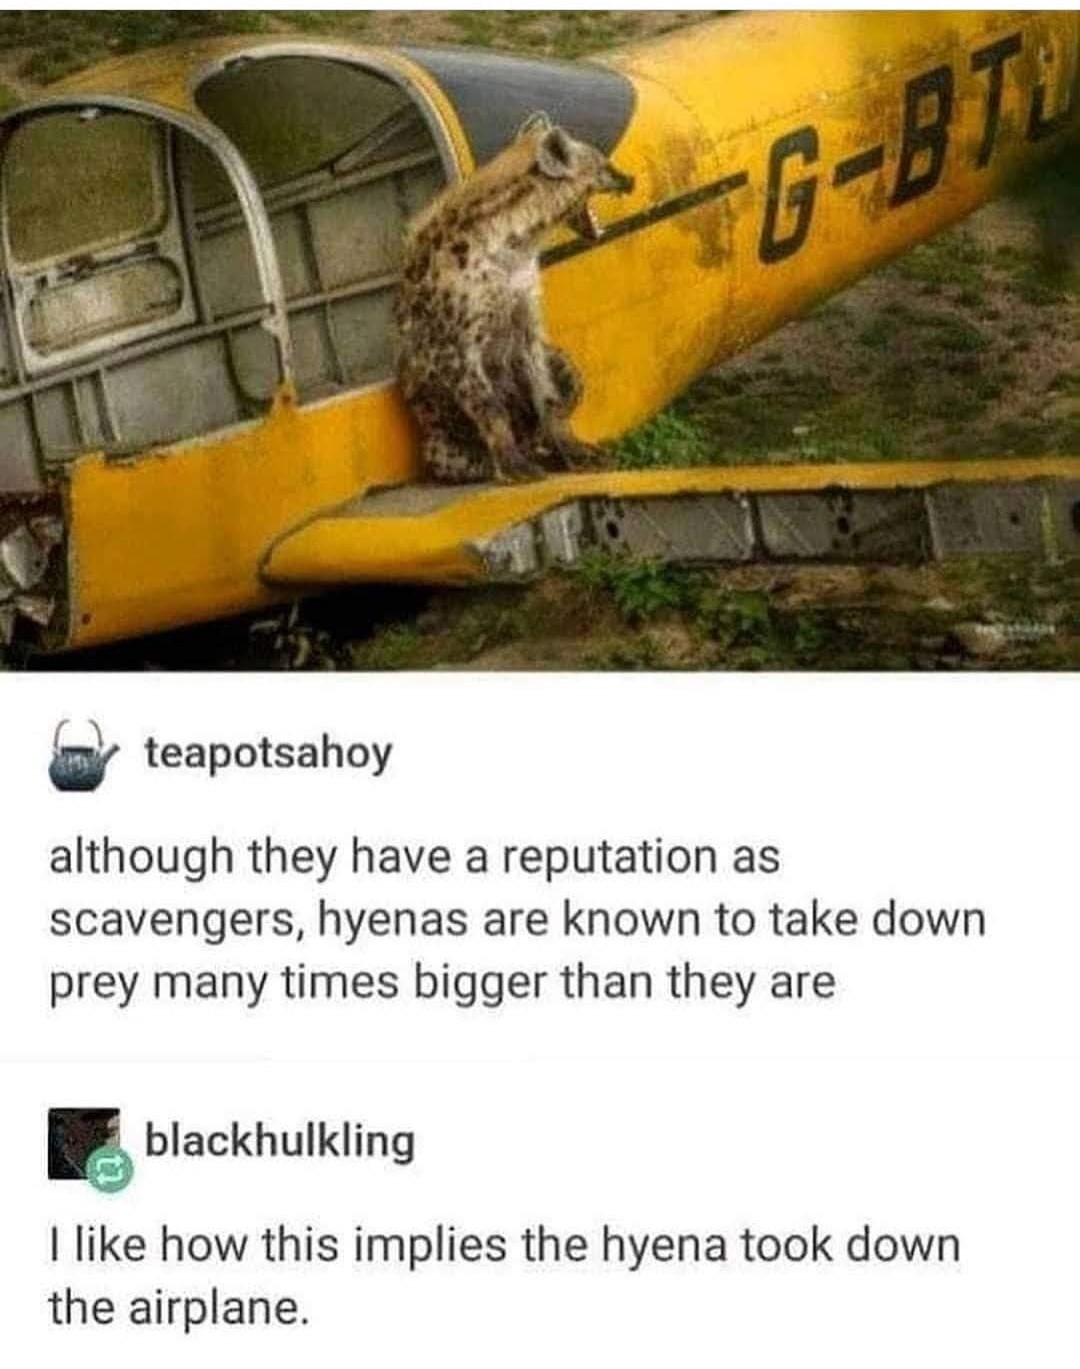 G-BT
teapotsahoy
although they have a reputation as
scavengers, hyenas are known to take down
prey many times bigger than they are
blackhulkling
I like how this implies the hyena took down
the airplane.